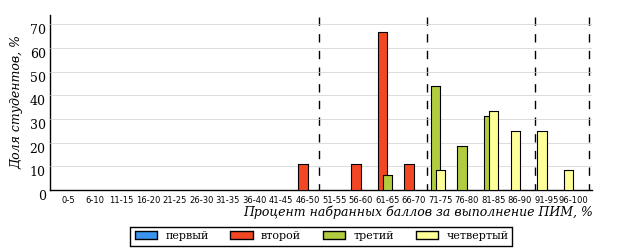 Доля студентов, %
70
60
50
40
30
20
10
0
0-5 6-10 11-15 16-20 21-25 26-30 31-35 36-40 41-45 46-50 51-55 56-60 61-65 66-70 71-75 76-80 81-85 86-90 91-95 96-100
Процент набранных баллов за выполнение ПИМ, %
первый второй третий четвертый